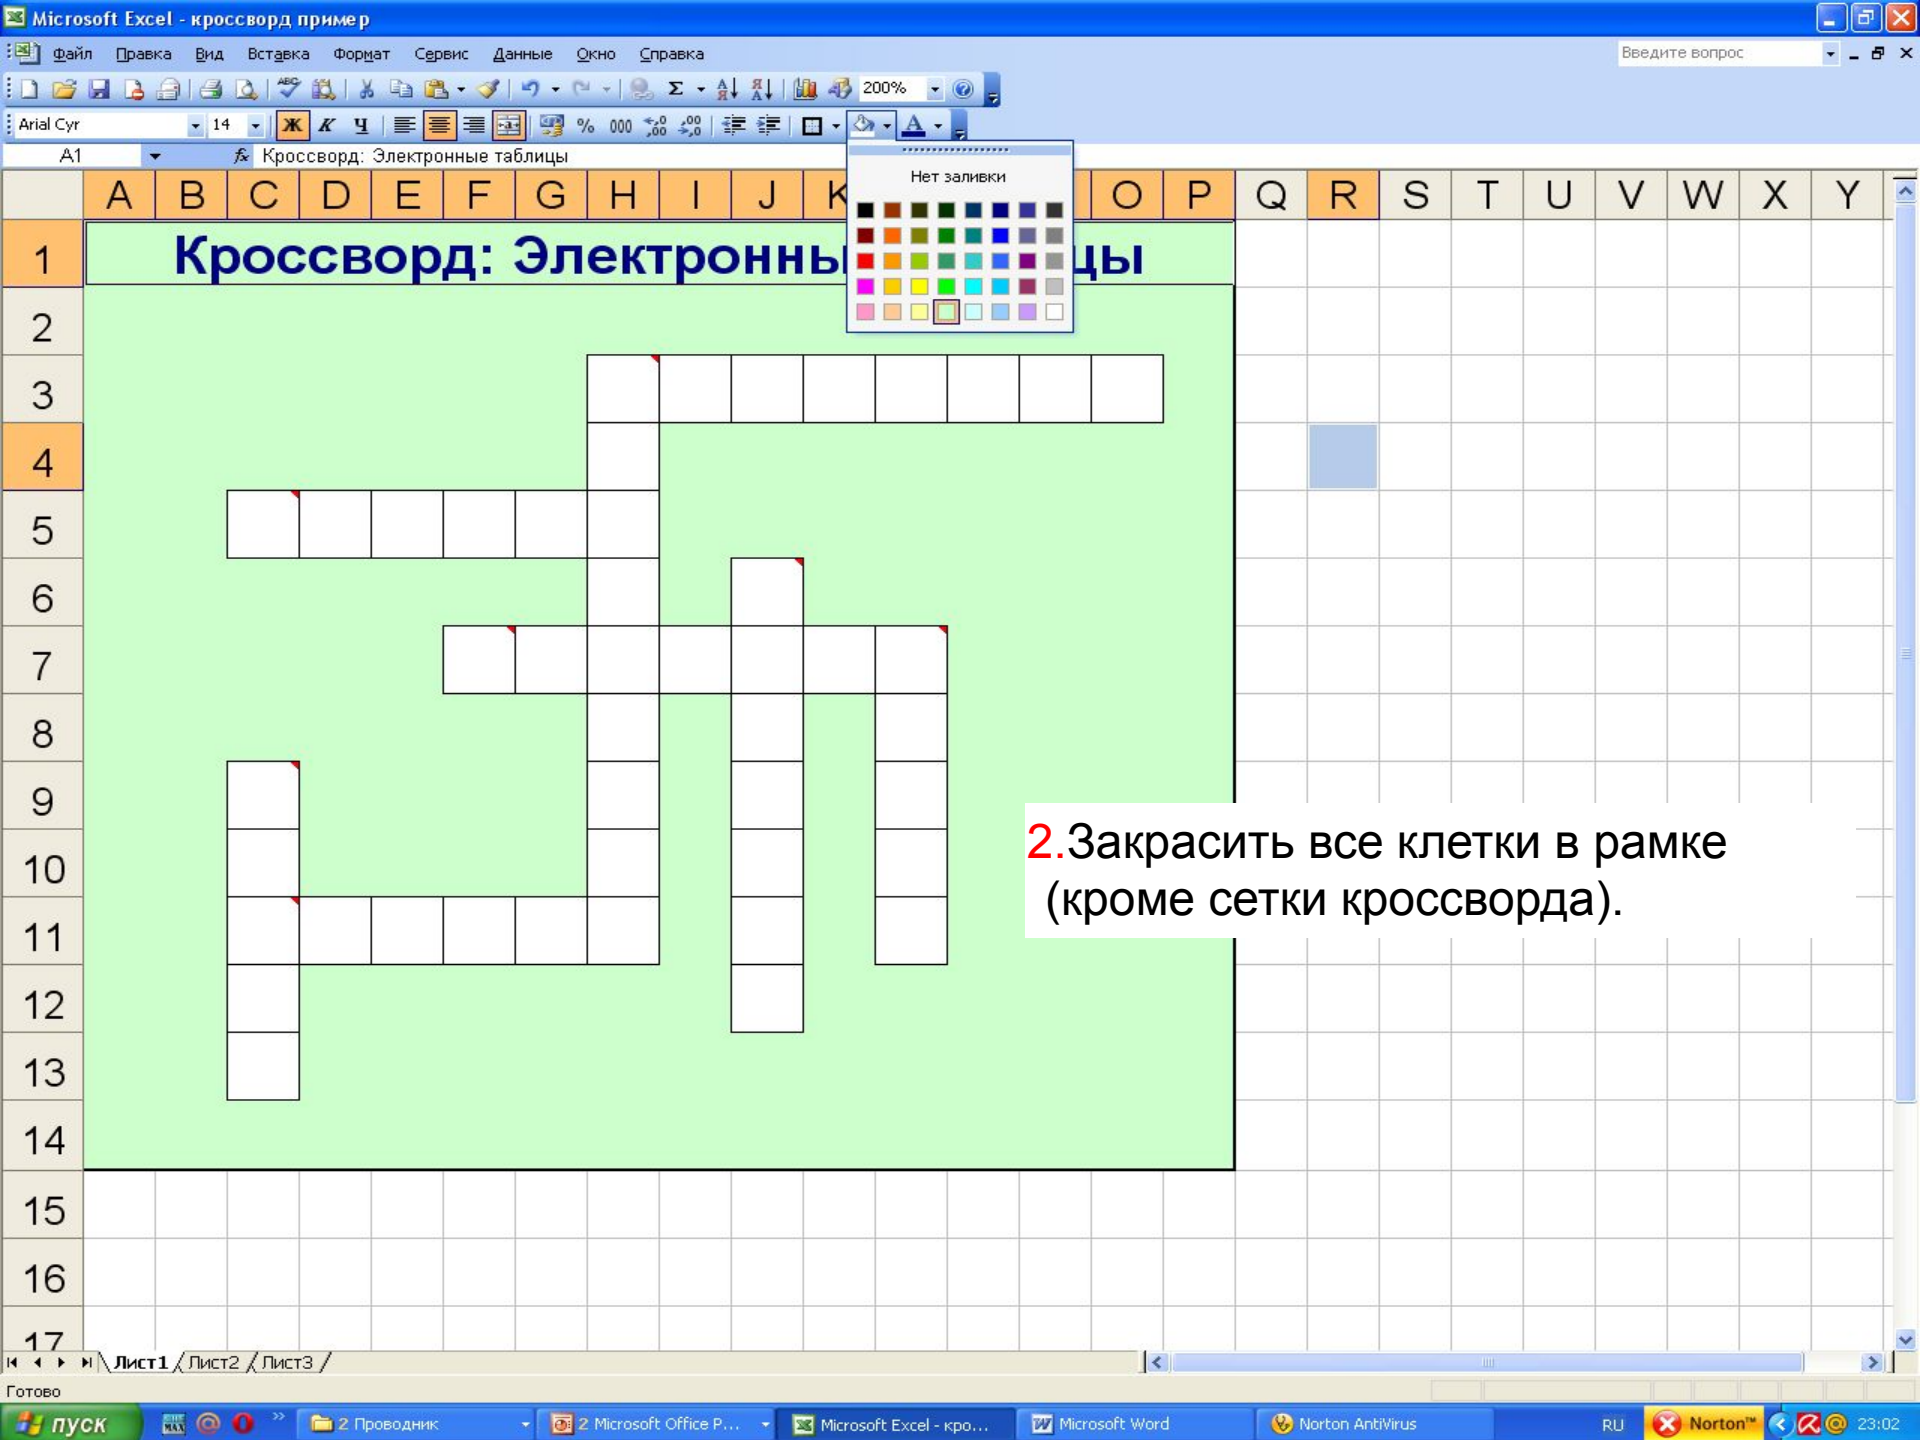 Microsoft Excel - кроссворд пример
Файл Правка Вид Вставка Формат Сервис Данные Окно Справка Введите вопрос
200%
Arial Cyr 14 Ж К Ч % 000
A1 fx Кроссворд: Электронные таблицы
Нет заливки
A B C D E F G H I J K O P Q R S T U V W X Y
1 Кроссворд: Электронны цы
2
3
4
5
6
7
8
9
10
11
12
13
14
15
16
17
2.Закрасить все клетки в рамке
(кроме сетки кроссворда).
Лист1 Лист2 Лист3
Готово
пуск 2 Проводник 2 Microsoft Office P... Microsoft Excel - кро... Microsoft Word Norton AntiVirus RU Norton™ 23:02